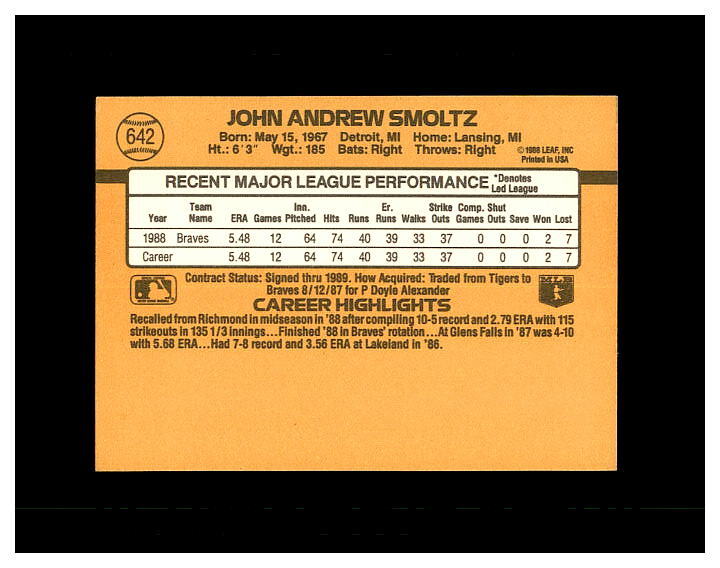 JOHN ANDREW SMOLTZ
642
Born: May 15, 1967 Detroit, MI Home: Lansing, MI
Ht.: 6'3" Wgt.: 185 Bats: Right Throws: Right
©1988 LEAF, INC
Printed in USA
RECENT MAJOR LEAGUE PERFORMANCE *Denotes
Led League
Team Inn. Er. Strike Comp. Shut
Year Name ERA Games Pitched Hits Runs Runs Walks Outs Games Outs Save Won Lost
1988 Braves 5.48 12 64 74 40 39 33 37 0 0 0 2 7
Career 5.48 12 64 74 40 39 33 37 0 0 0 2 7
Contract Status: Signed thru 1989. How Acquired: Traded from Tigers to
Braves 8/12/87 for P Doyle Alexander
MLB
CAREER HIGHLIGHTS
Recalled from Richmond in midseason in '88 after compiling 10-5 record and 2.79 ERA with 115
strikeouts in 135 1/3 innings...Finished '88 in Braves' rotation...At Glens Falls in '87 was 4-10
with 5.68 ERA...Had 7-8 record and 3.56 ERA at Lakeland in '86.